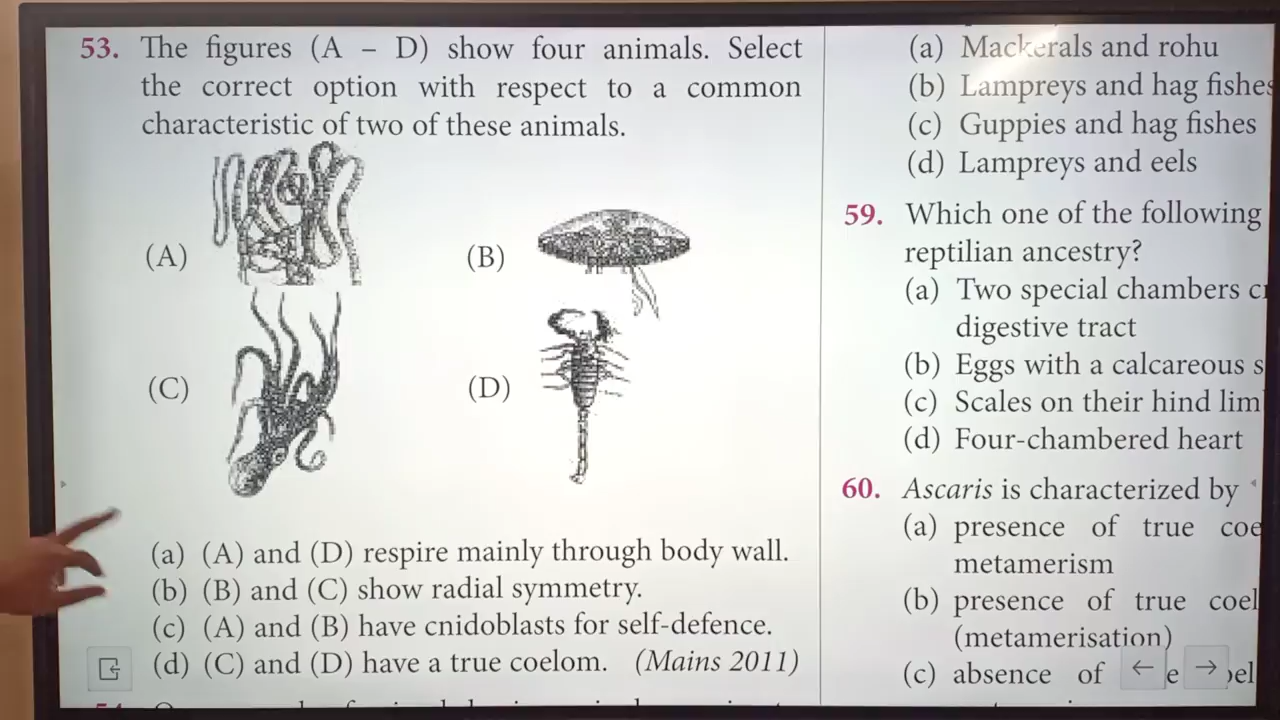 53. The figures (A – D) show four animals. Select
the correct option with respect to a common
characteristic of two of these animals.
(A)
(B)
(C)
(D)
(a) (A) and (D) respire mainly through body wall.
(b) (B) and (C) show radial symmetry.
(c) (A) and (B) have cnidoblasts for self-defence.
(d) (C) and (D) have a true coelom. (Mains 2011)
(a) Mackerals and rohu
(b) Lampreys and hag fishes
(c) Guppies and hag fishes
(d) Lampreys and eels
59. Which one of the following
reptilian ancestry?
(a) Two special chambers
digestive tract
(b) Eggs with a calcareous
(c) Scales on their hind
(d) Four-chambered heart
60. Ascaris is characterized by
(a) presence of true
metamerism
(b) presence of true
(metamerisation)
(c) absence of